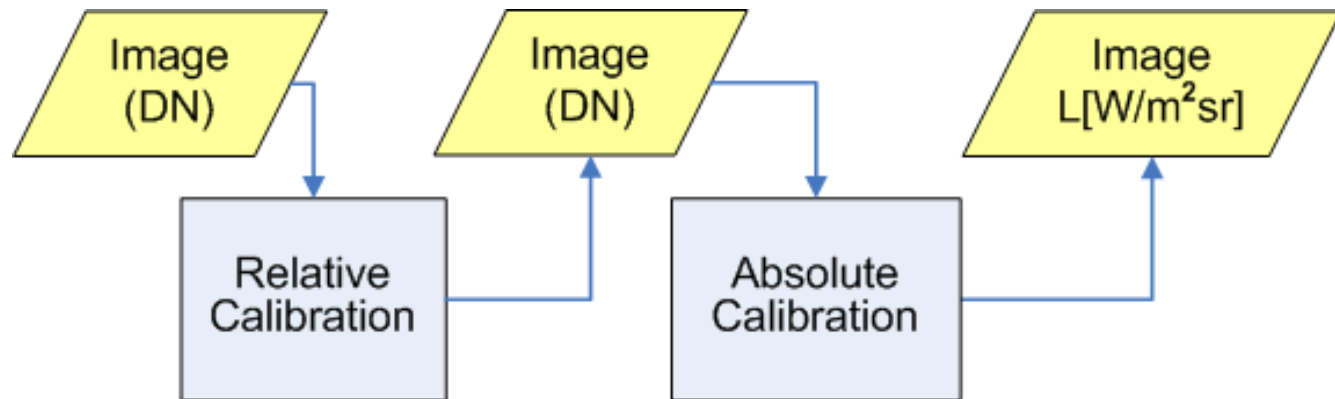 Image
(DN)
Relative
Calibration
Image
(DN)
Absolute
Calibration
Image
L[W/m²sr]